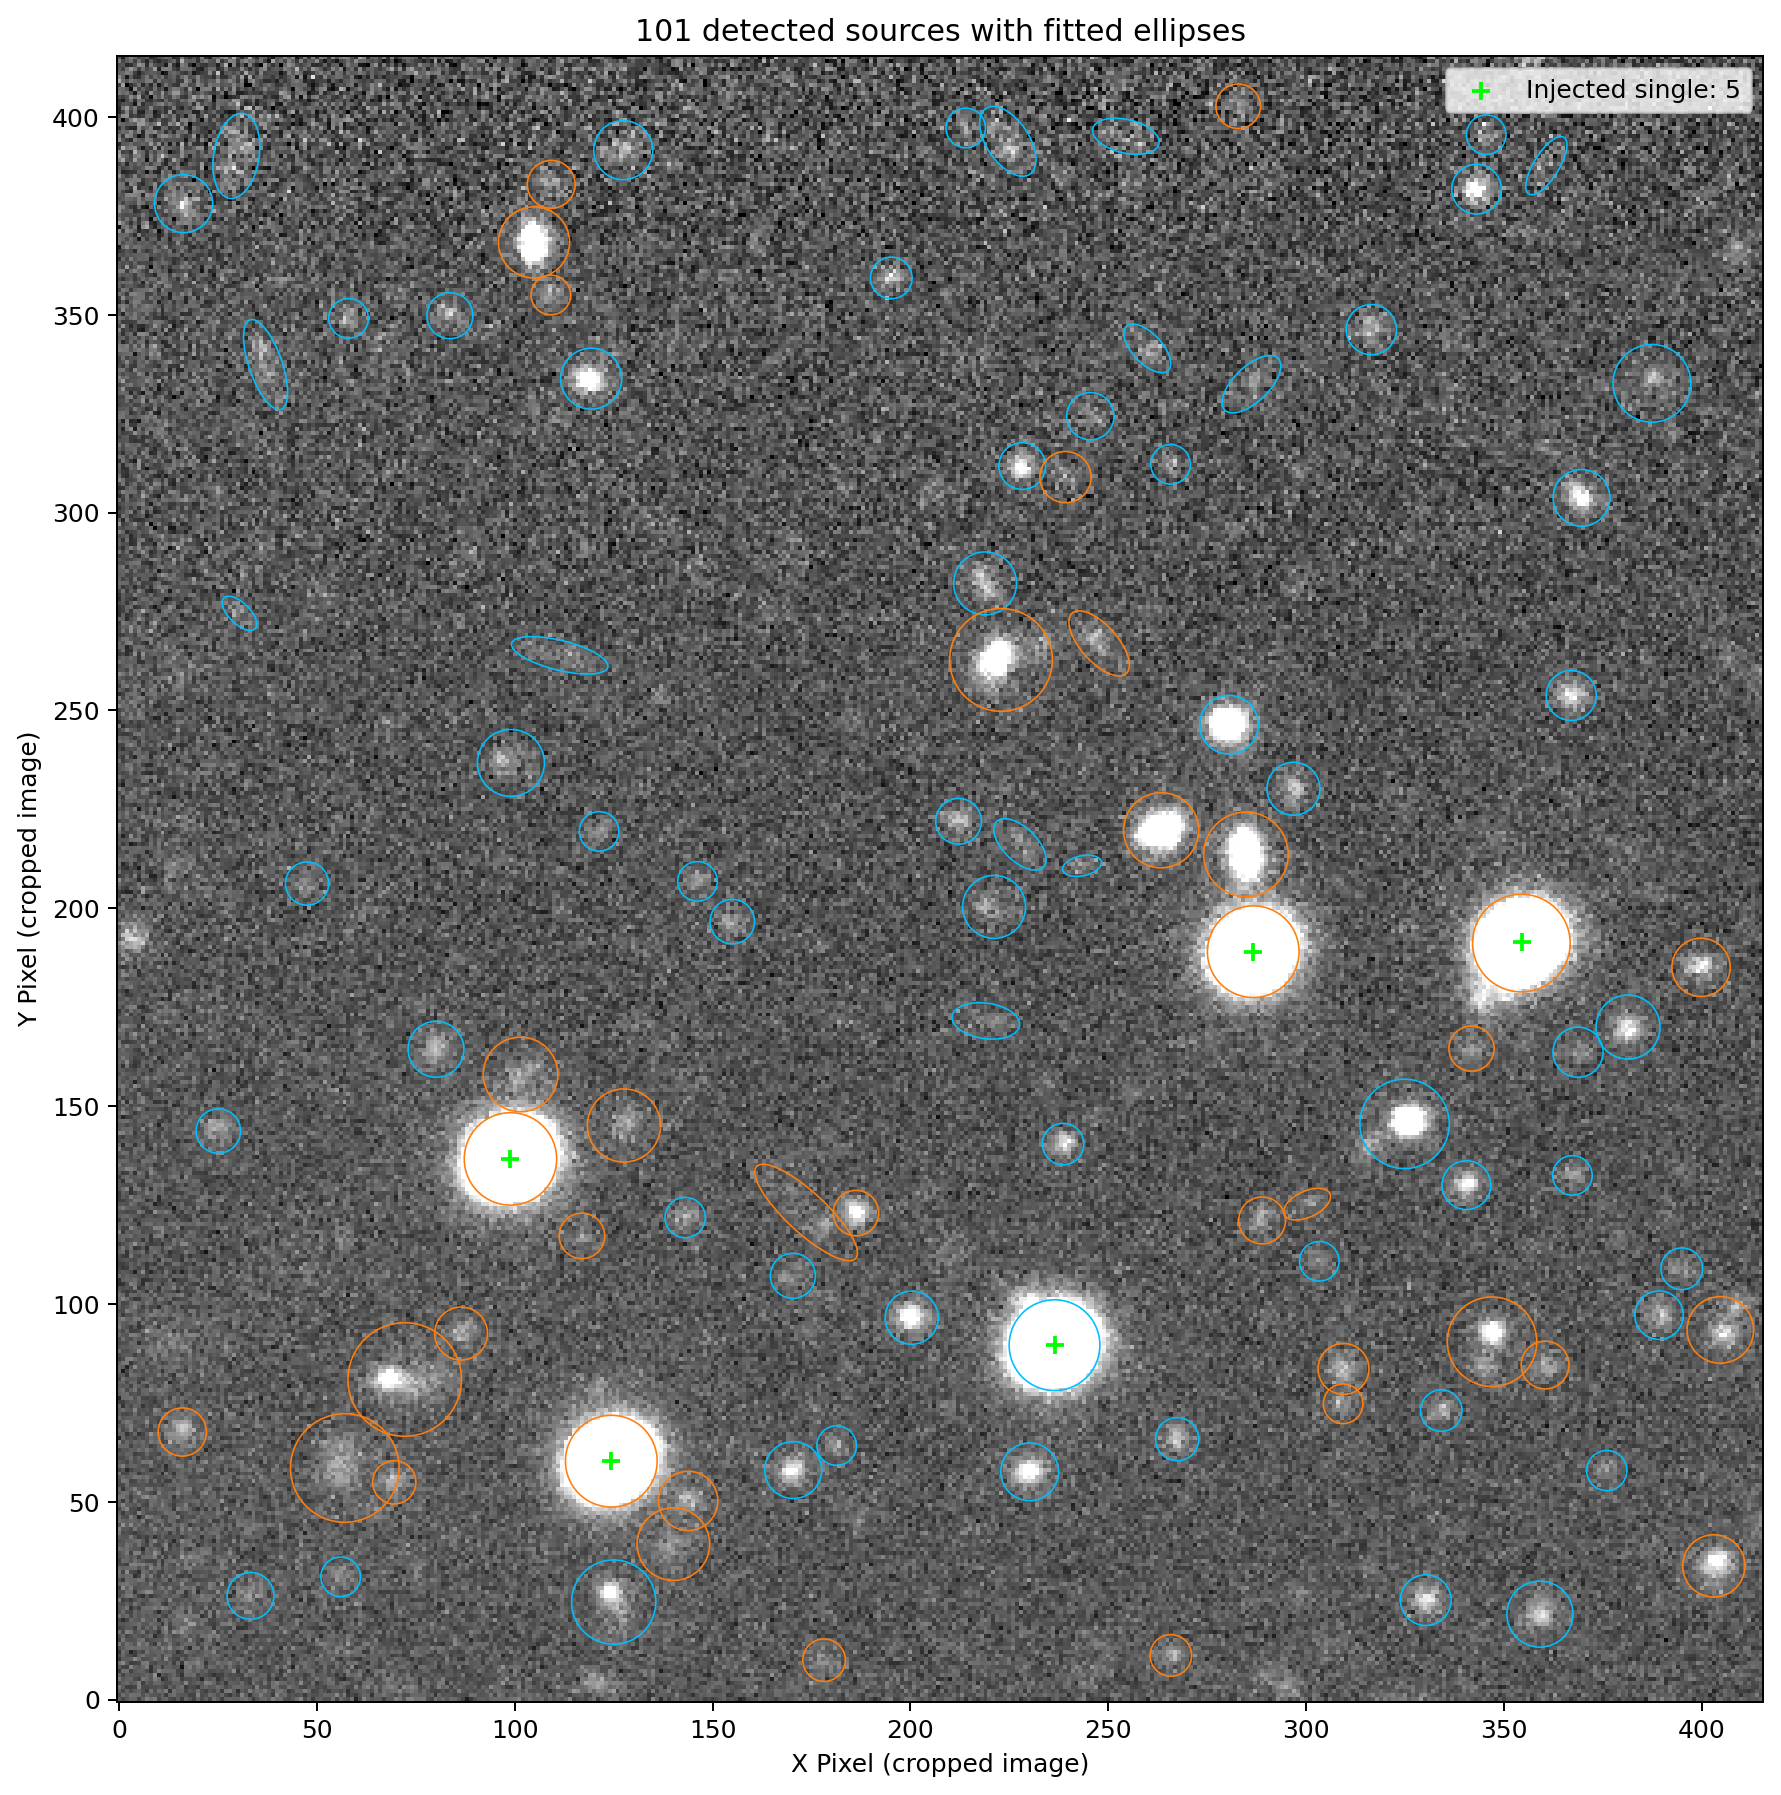 101 detected sources with fitted ellipses
Injected single: 5
400
350
300
250
200
150
100
50
0
Y Pixel (cropped image)
0 50 100 150 200 250 300 350 400
X Pixel (cropped image)